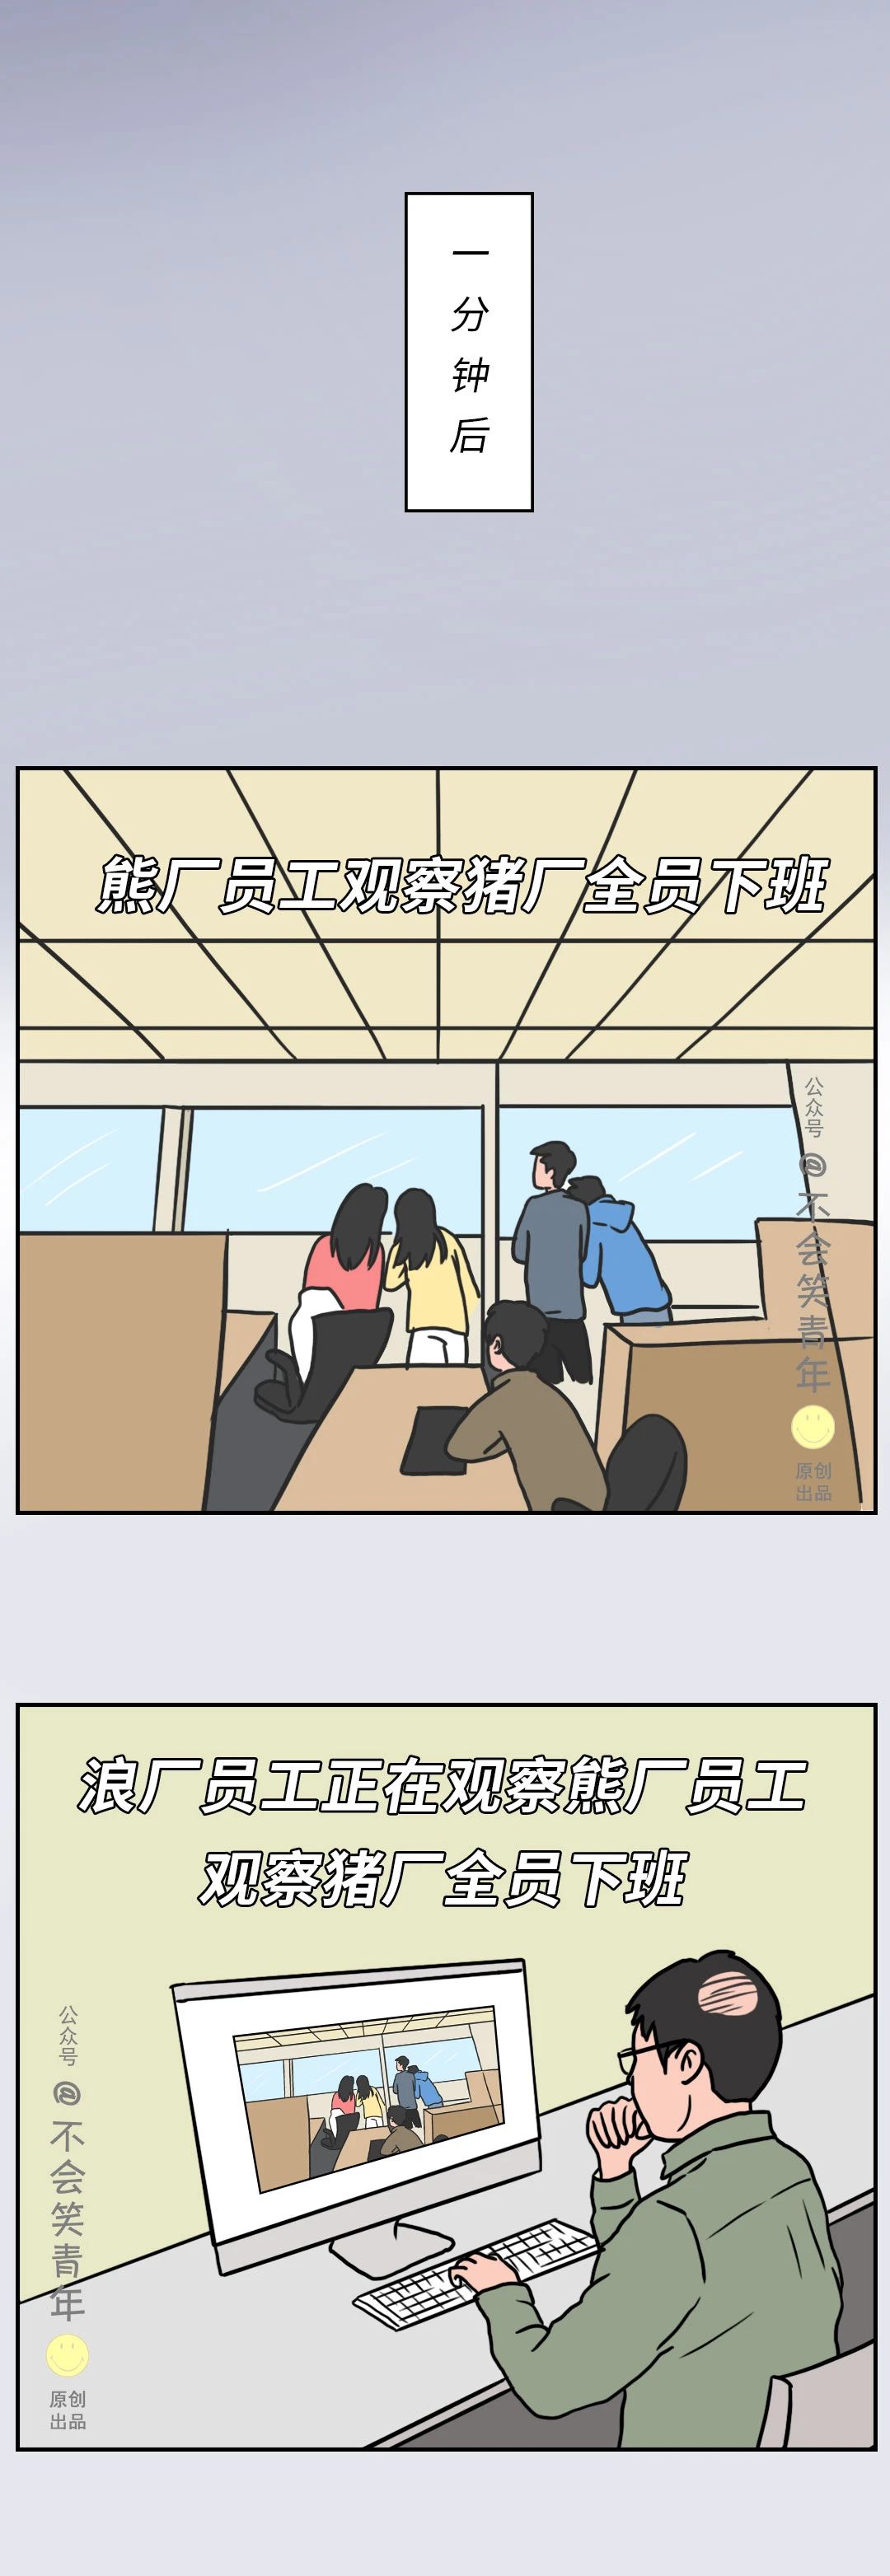 一分钟后
熊厂员工观察猪厂全员下班
公众号
@不会笑青年
原创
出品
浪厂员工正在观察熊厂员工
观察猪厂全员下班
公众号
@不会笑青年
原创
出品